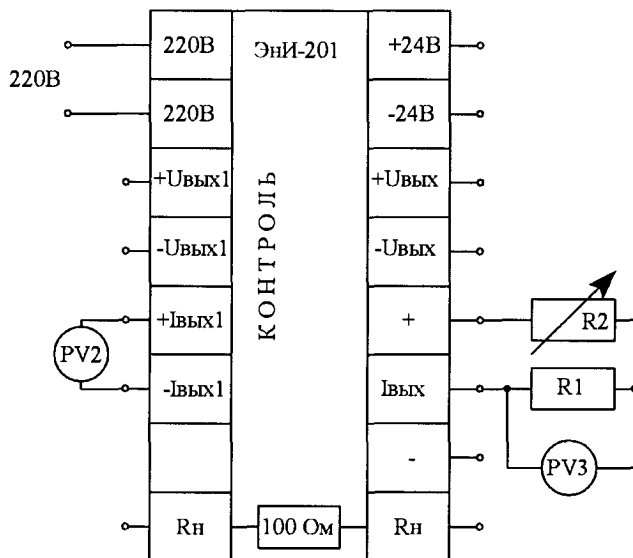 220В
220В
ЭнИ-201
+24В
220В
-24В
+Uвых1
+Uвых
-Uвых1
-Uвых
КОНТРОЛЬ
+Iвых1
+
R2
PV2
-Iвых1
Iвых
R1
-
PV3
Rн
100 Ом
Rн